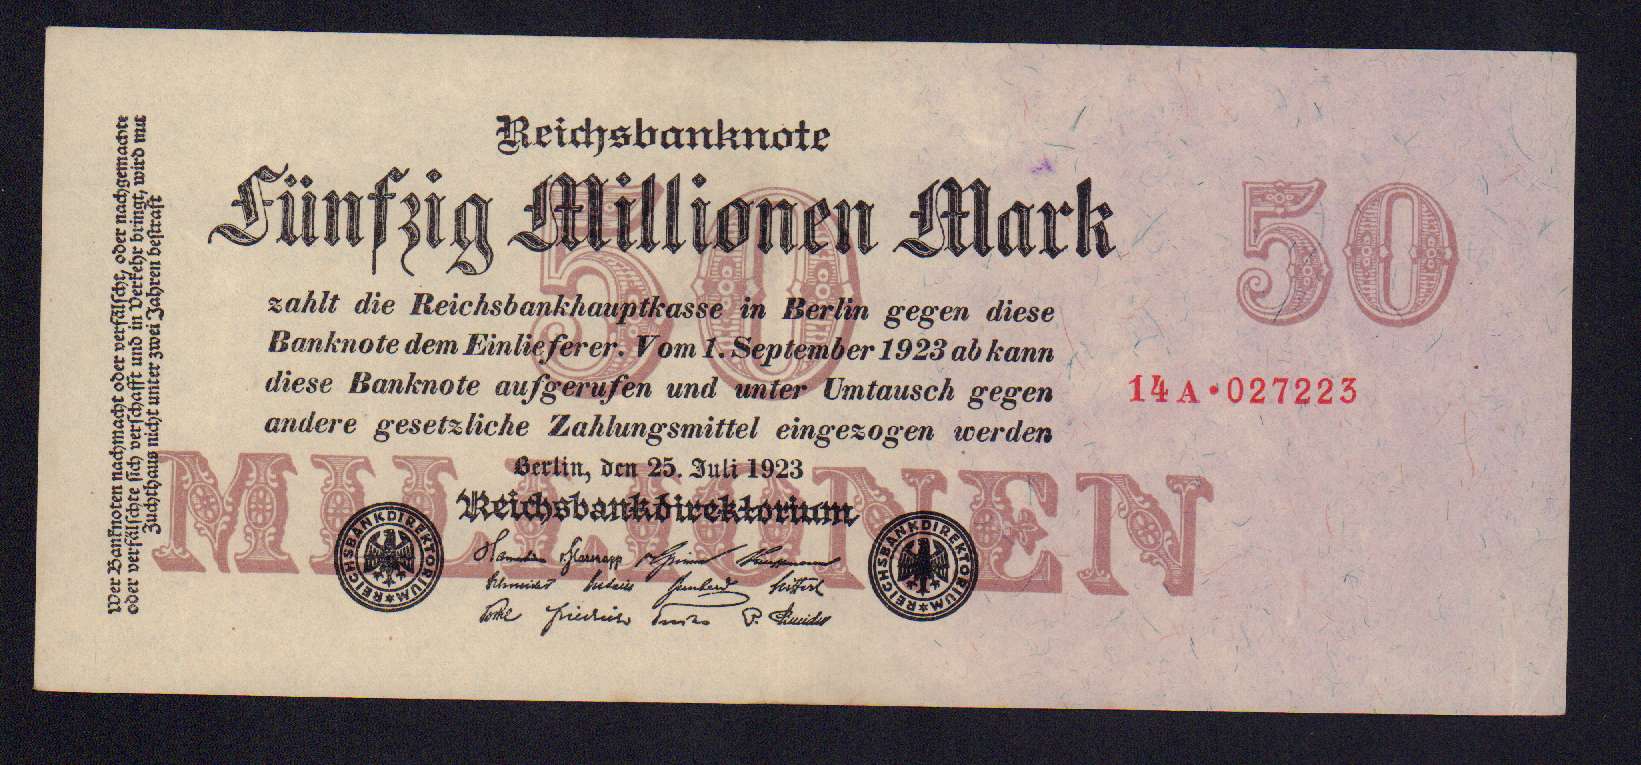 Reichsbanknote
Fünfzig Millionen Mark
50
50
zahlt die Reichsbankhauptkasse in Berlin gegen diese
Banknote dem Einlieferer. Vom 1. September 1923 ab kann
diese Banknote aufgerufen und unter Umtausch gegen
andere gesetzliche Zahlungsmittel eingezogen werden
14A·027223
MILLIONEN
Berlin, den 25. Juli 1923
Reichsbankdirektorium
REICHSBANKDIREKTORIUM
REICHSBANKDIREKTORIUM
Wer Banknoten nachmacht oder verfälscht, oder nachgemachte
oder verfälschte sich verschafft und in Verkehr bringt, wird mit
Zuchthaus nicht unter zwei Jahren bestraft